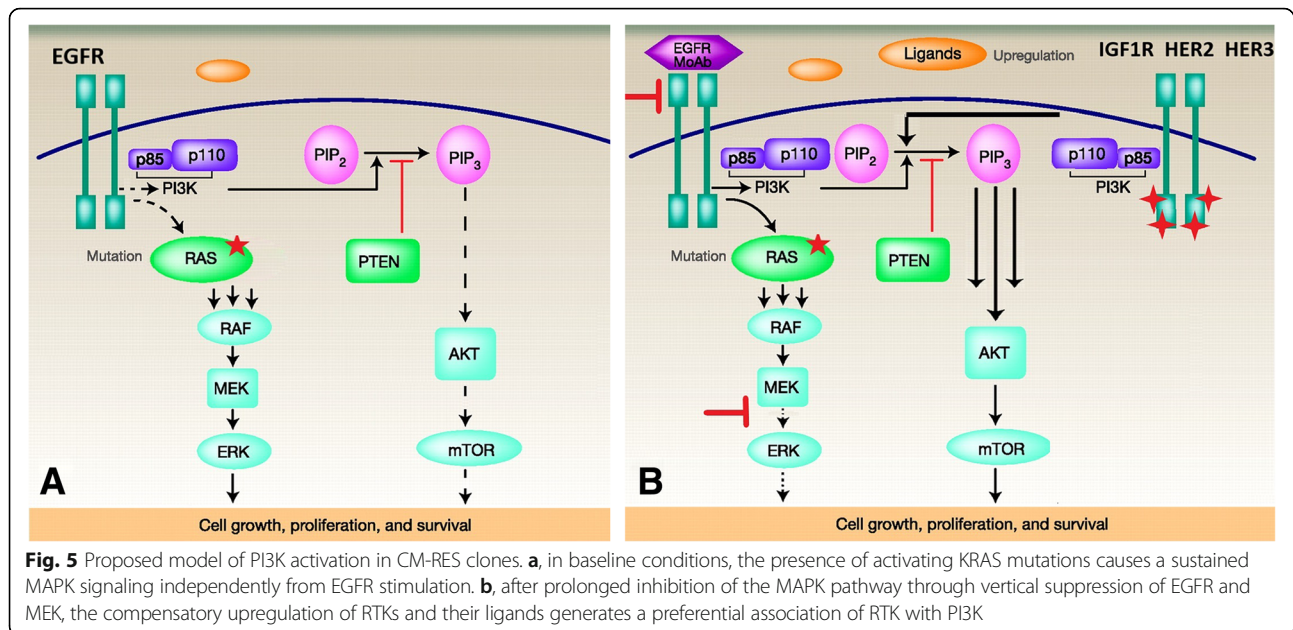 EGFR
p85 p110
PI3K
PIP2
PIP3
Mutation
RAS
PTEN
RAF
MEK
AKT
ERK
mTOR
A
Cell growth, proliferation, and survival
EGFR
MoAb
Ligands
Upregulation
IGF1R HER2 HER3
p85 p110
PI3K
PIP2
PIP3
p110 p85
PI3K
Mutation
RAS
PTEN
RAF
MEK
AKT
ERK
mTOR
B
Cell growth, proliferation, and survival
Fig. 5 Proposed model of PI3K activation in CM-RES clones. a, in baseline conditions, the presence of activating KRAS mutations causes a sustained
MAPK signaling independently from EGFR stimulation. b, after prolonged inhibition of the MAPK pathway through vertical suppression of EGFR and
MEK, the compensatory upregulation of RTKs and their ligands generates a preferential association of RTK with PI3K